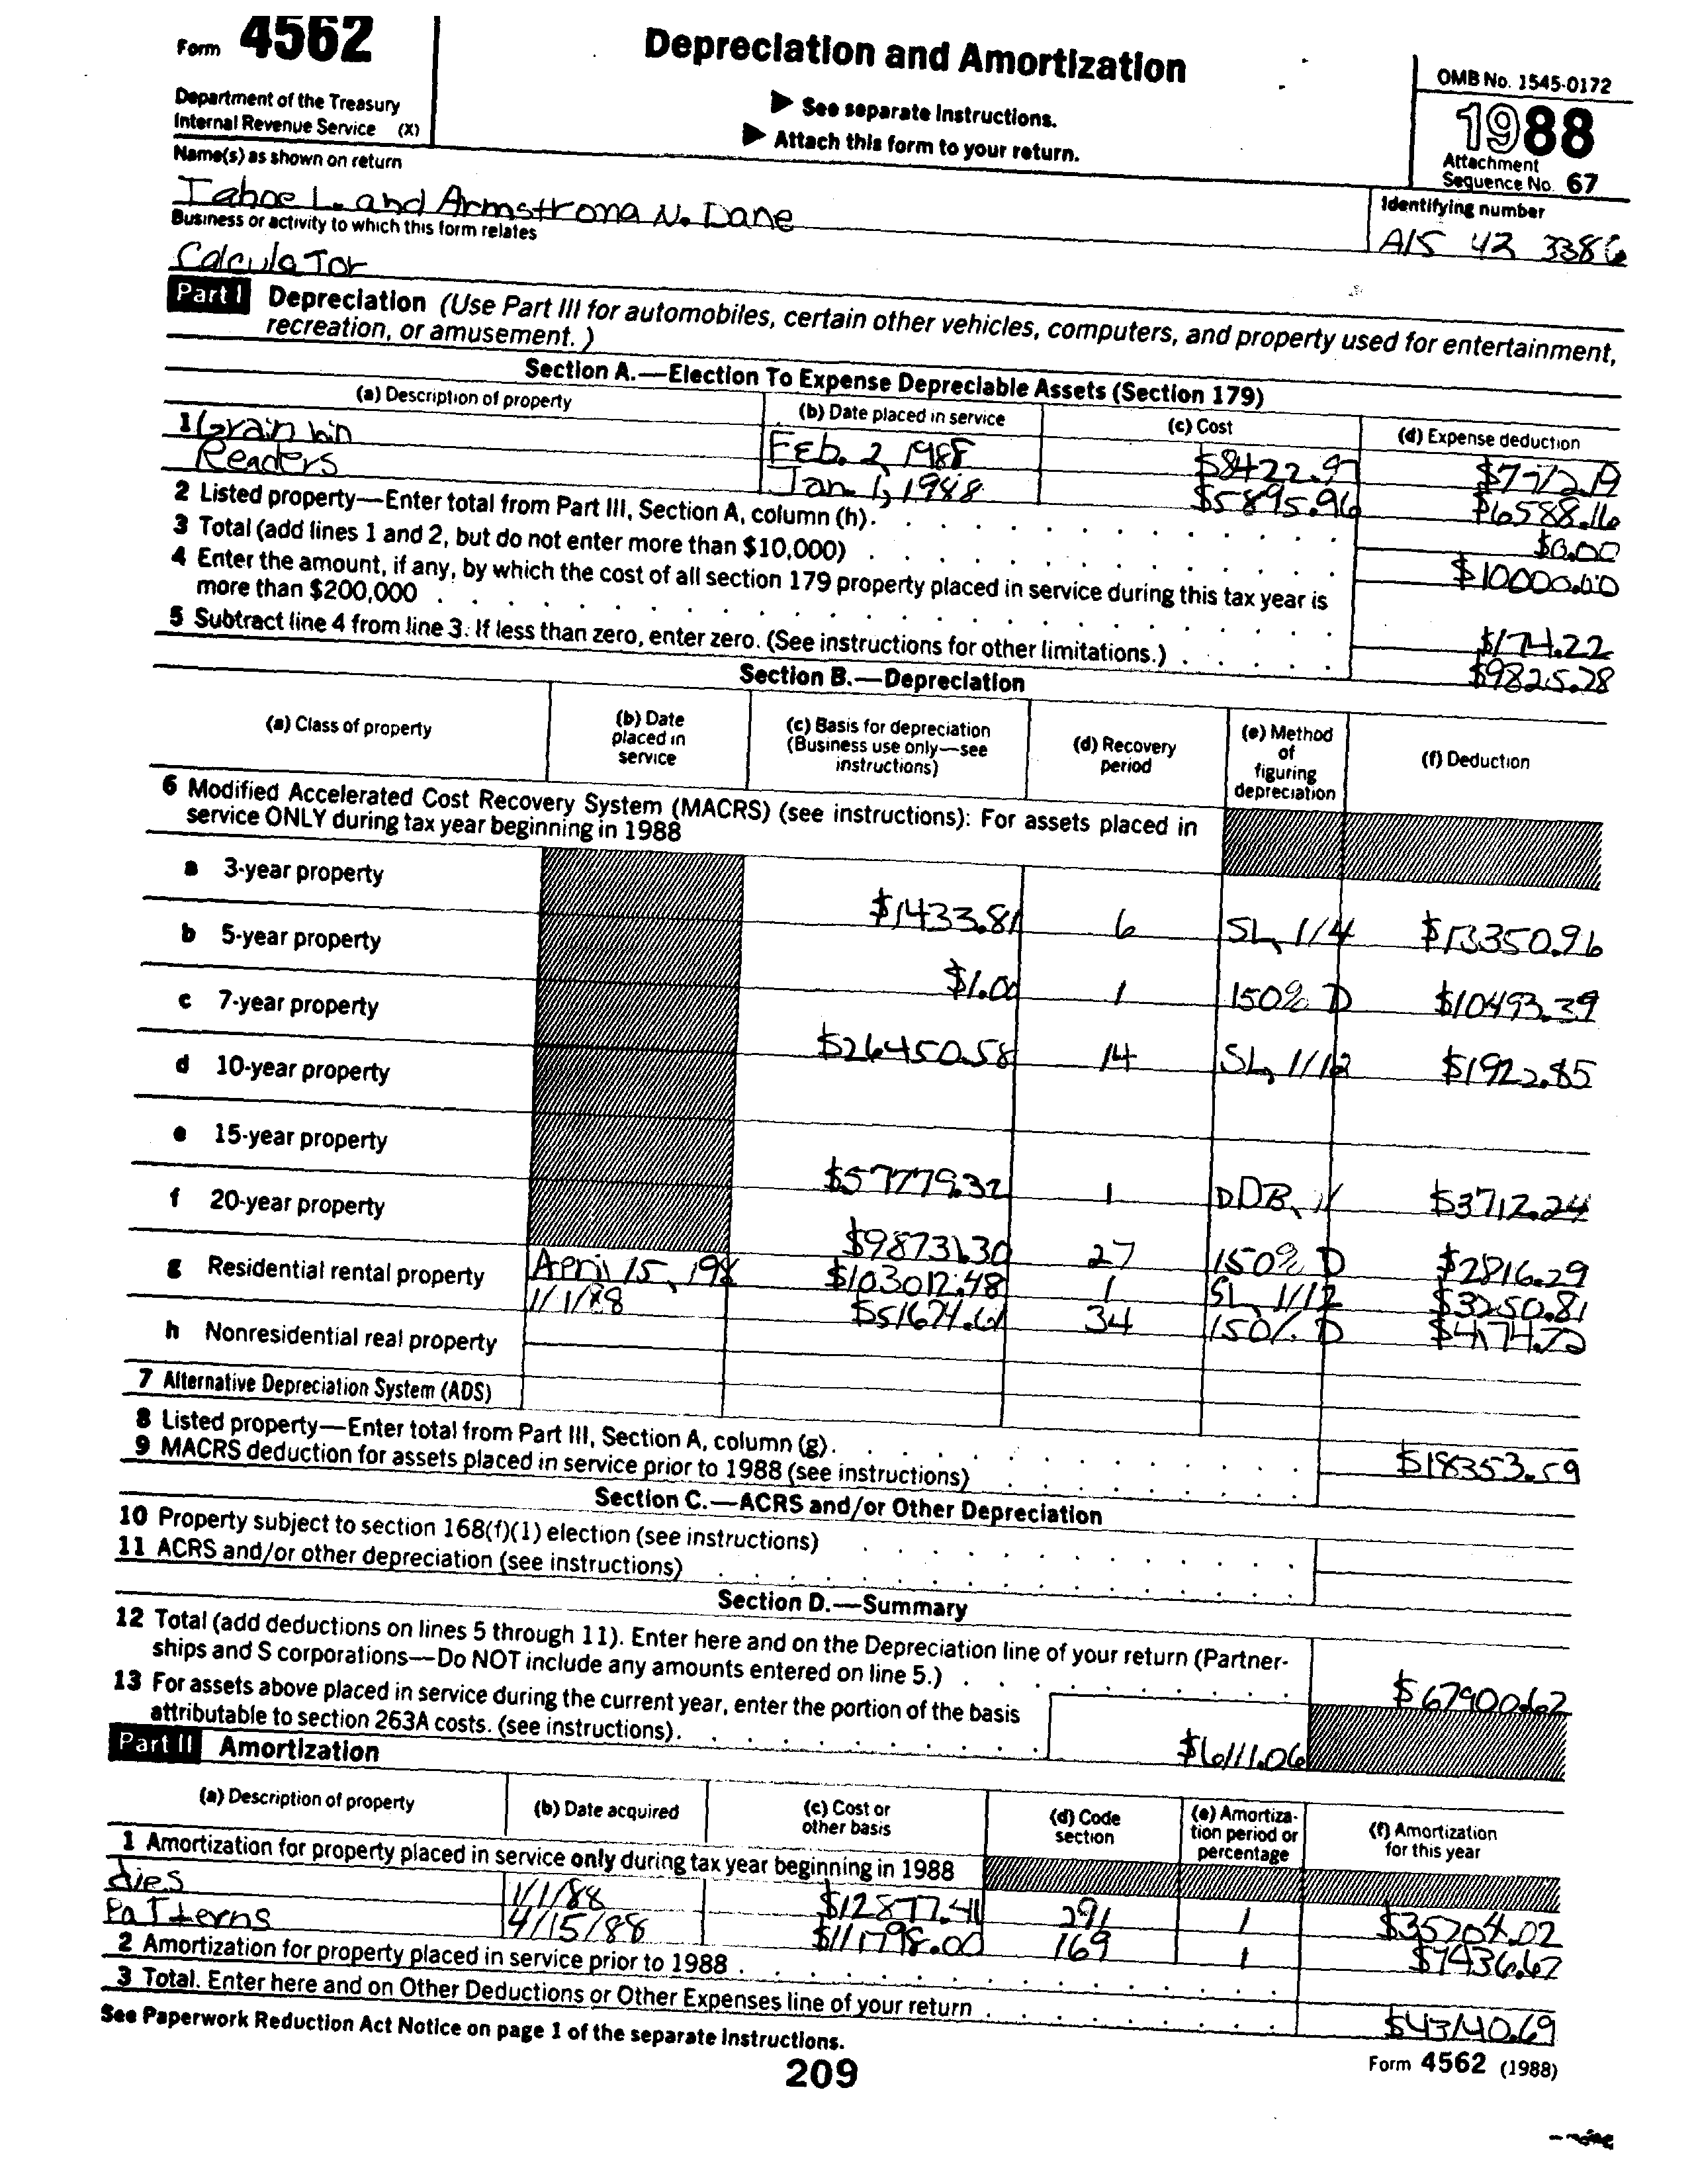 Form 4562
Department of the Treasury
Internal Revenue Service (X)
Depreciation and Amortization
▶ See separate instructions.
▶ Attach this form to your return.
OMB No. 1545-0172
1988
Attachment
Sequence No. 67
Name(s) as shown on return
Tahoe L. and Armstrong N. Dane
Identifying number
A15 42 3386
Business or activity to which this form relates
Calculator
Part I Depreciation (Use Part III for automobiles, certain other vehicles, computers, and property used for entertainment,
recreation, or amusement.)
Section A.—Election To Expense Depreciable Assets (Section 179)
(a) Description of property (b) Date placed in service (c) Cost (d) Expense deduction
1 Grain bin Feb. 2, 1988 $8422.97 $7712.19
Readers Jan 1, 1988 $5895.96 $6588.16
2 Listed property—Enter total from Part III, Section A, column (h). $0.00
3 Total (add lines 1 and 2, but do not enter more than $10,000) $10000.00
4 Enter the amount, if any, by which the cost of all section 179 property placed in service during this tax year is
more than $200,000 $174.22
5 Subtract line 4 from line 3. If less than zero, enter zero. (See instructions for other limitations.) $9825.78
Section B.—Depreciation
(a) Class of property (b) Date placed in service (c) Basis for depreciation (Business use only—see instructions) (d) Recovery period (e) Method of figuring depreciation (f) Deduction
6 Modified Accelerated Cost Recovery System (MACRS) (see instructions): For assets placed in
service ONLY during tax year beginning in 1988
a 3-year property $1433.81 6 SL, 1/4 $13350.96
b 5-year property $1.00 1 150% D $10493.39
c 7-year property $26450.58 14 SL, 1/12 $1922.85
d 10-year property
e 15-year property $57779.32 1 DDB, 1/ $3712.24
f 20-year property $98731.30 27 150% D $2816.29
g Residential rental property April 15, 198 $103012.48 1 SL, 1/12 $3250.81
1/1/88 $51674.61 34 150% D $4174.72
h Nonresidential real property
7 Alternative Depreciation System (ADS)
8 Listed property—Enter total from Part III, Section A, column (g). $18353.59
9 MACRS deduction for assets placed in service prior to 1988 (see instructions)
Section C.—ACRS and/or Other Depreciation
10 Property subject to section 168(f)(1) election (see instructions)
11 ACRS and/or other depreciation (see instructions)
Section D.—Summary
12 Total (add deductions on lines 5 through 11). Enter here and on the Depreciation line of your return (Partner-
ships and S corporations—Do NOT include any amounts entered on line 5.) $67900.62
13 For assets above placed in service during the current year, enter the portion of the basis
attributable to section 263A costs. (see instructions). $6111.06
Part II Amortization
(a) Description of property (b) Date acquired (c) Cost or other basis (d) Code section (e) Amortiza-tion period or percentage (f) Amortization for this year
1 Amortization for property placed in service only during tax year beginning in 1988
dies 1/1/88 $12877.41 291 1 $35704.02
Patterns 4/15/88 $111798.00 169 1 $7436.67
2 Amortization for property placed in service prior to 1988
3 Total. Enter here and on Other Deductions or Other Expenses line of your return $43140.69
See Paperwork Reduction Act Notice on page 1 of the separate instructions.
209
Form 4562 (1988)